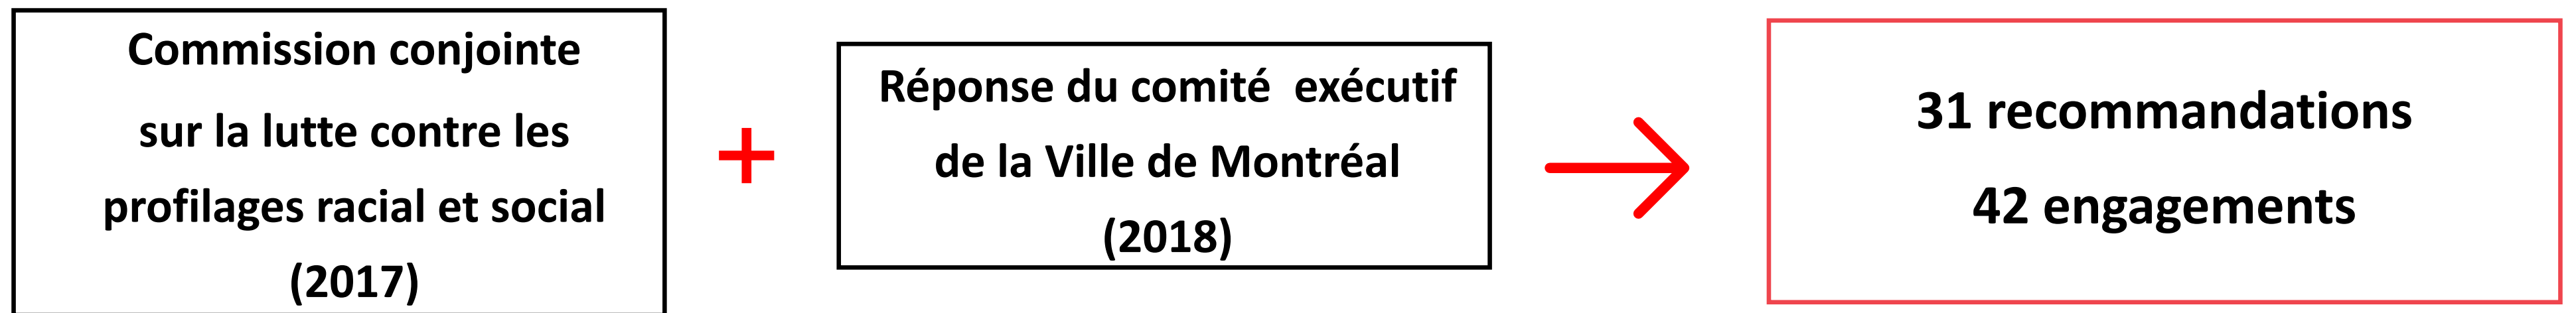 Commission conjointe
sur la lutte contre les
profilages racial et social
(2017)
+
Réponse du comité exécutif
de la Ville de Montréal
(2018)
31 recommandations
42 engagements